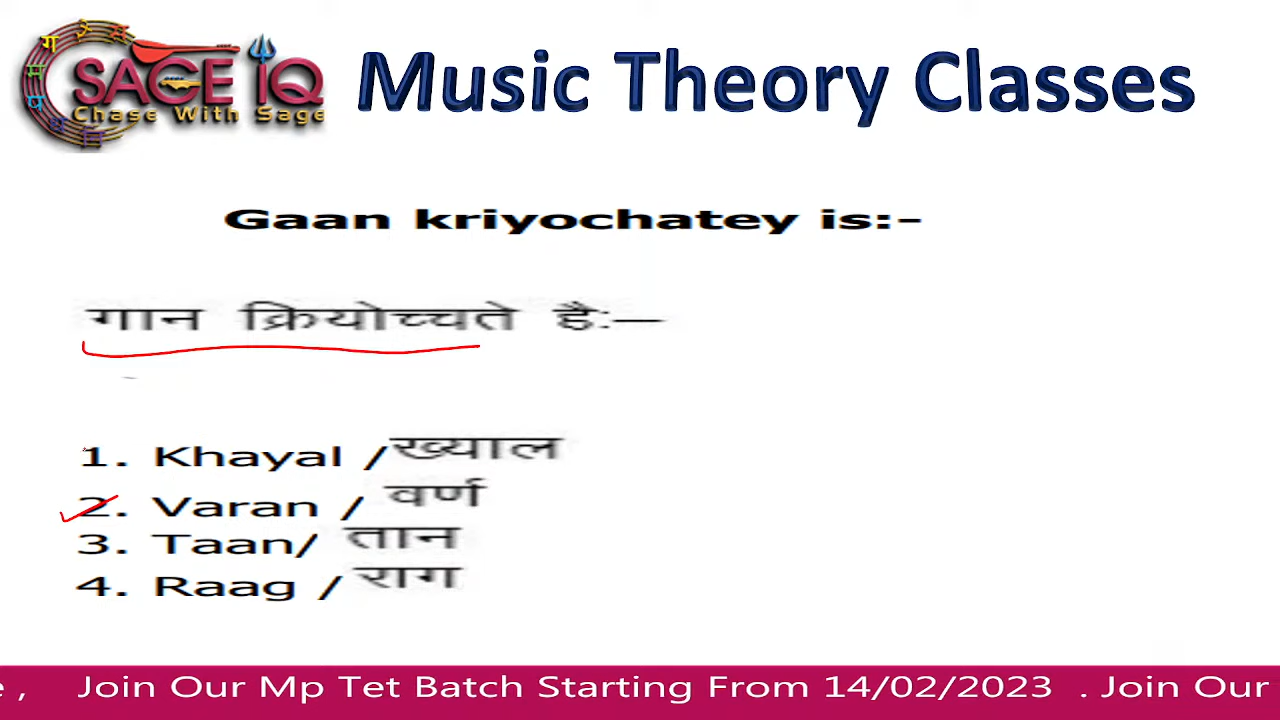 SAGE iQ
Chase With Sage
Music Theory Classes
Gaan kriyochatey is:-
गान क्रियोच्चते है:—
1. Khayal /ख्याल
2. Varan / वर्ण
3. Taan/ तान
4. Raag / राग
e , Join Our Mp Tet Batch Starting From 14/02/2023 . Join Our